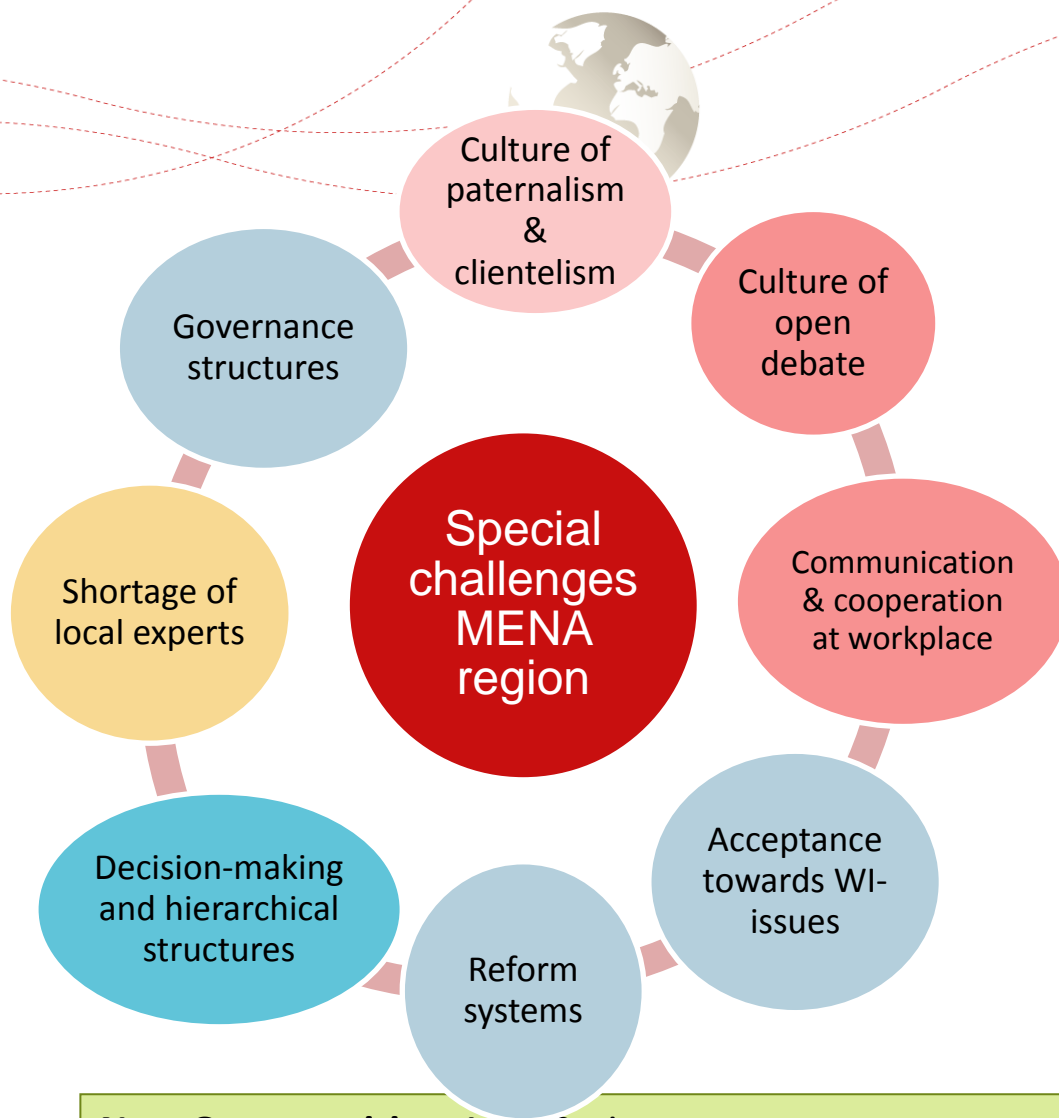 Culture of
paternalism
&
clientelism
Culture of
open
debate
Communication
& cooperation
at workplace
Acceptance
towards WI-
issues
Reform
systems
Decision-making
and hierarchical
structures
Shortage of
local experts
Governance
structures
Special
challenges
MENA
region